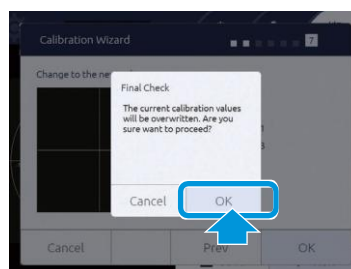 Calibration Wizard
7
Change to the ne
Final Check
The current calibration values
will be overwritten. Are you
sure want to proceed?
Cancel
OK
Cancel
Prev
OK